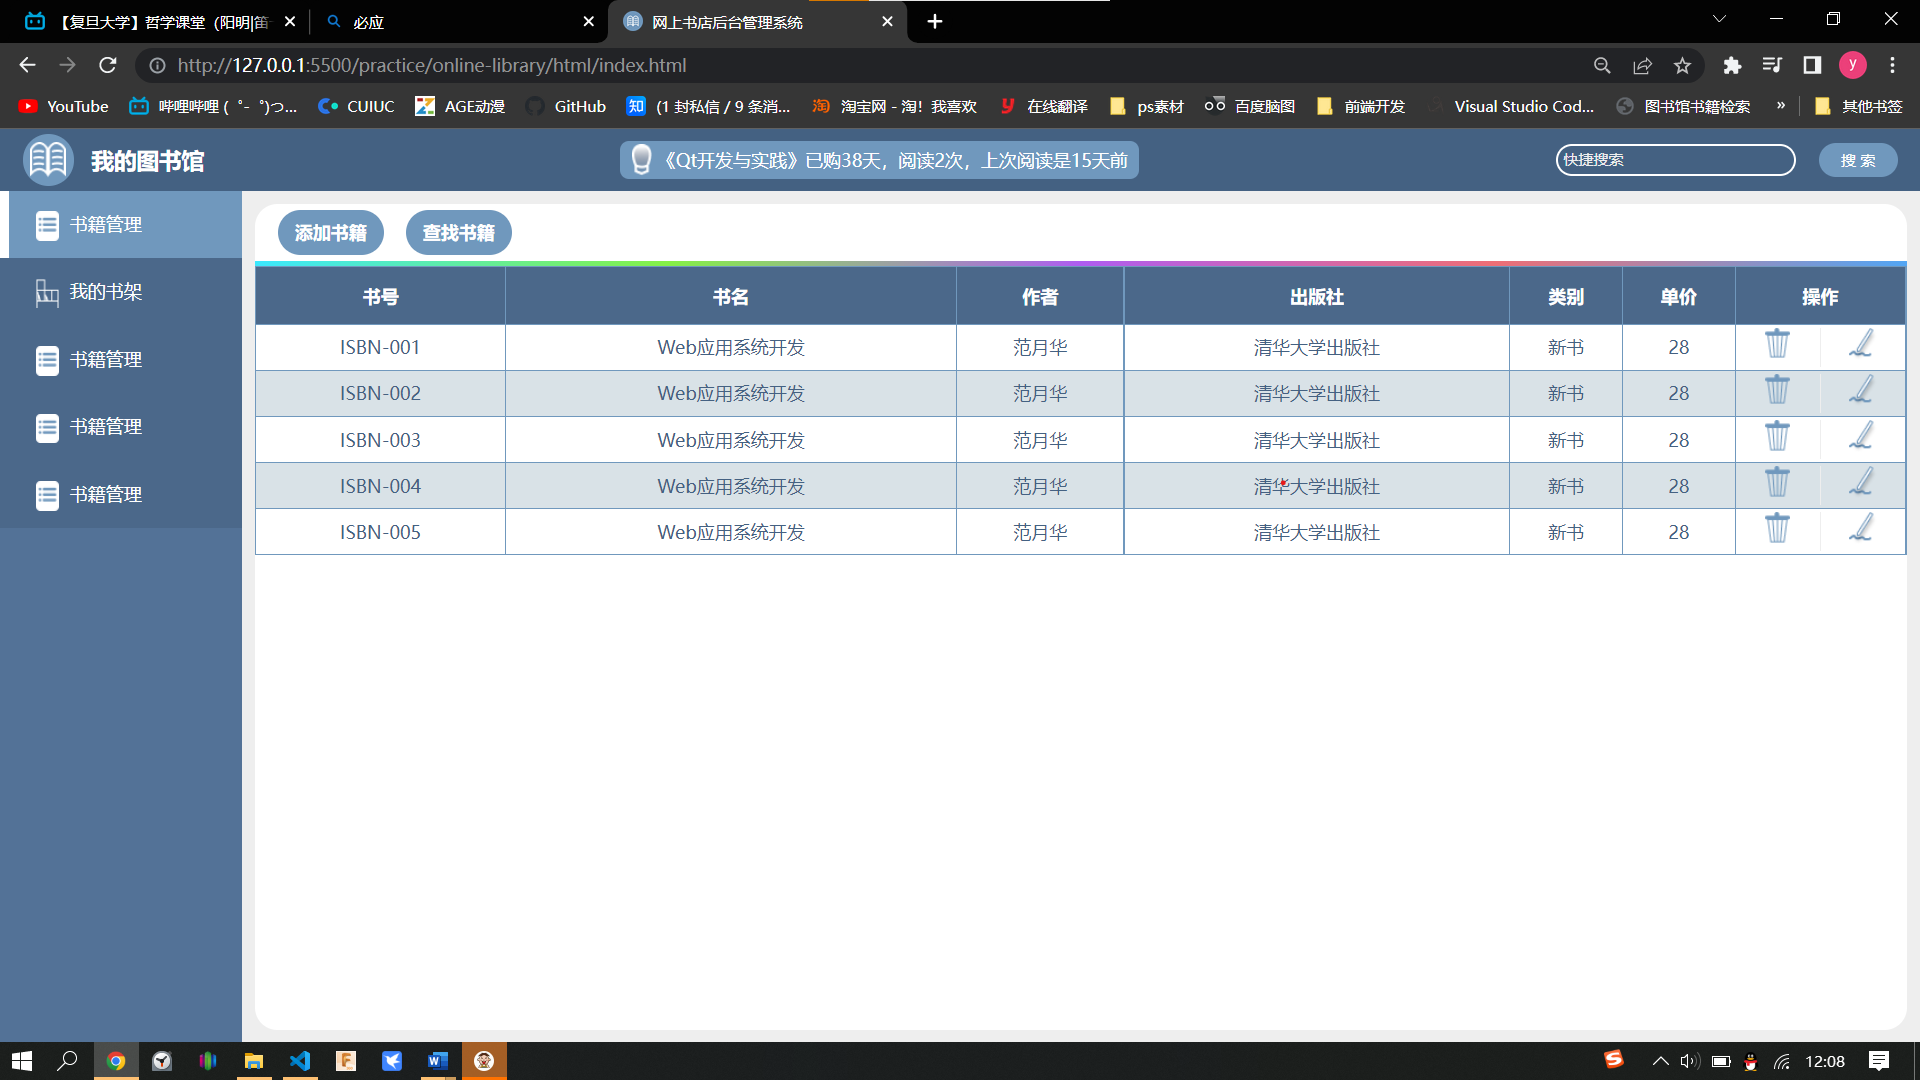 【复旦大学】哲学课堂（阳明|笛
必应
网上书店后台管理系统
http://127.0.0.1:5500/practice/online-library/html/index.html
y
YouTube
哔哩哔哩 (゜-゜)つ...
CUIUC
AGE动漫
GitHub
知 (1 封私信 / 9 条消...
淘 淘宝网 - 淘！我喜欢
y 在线翻译
ps素材
百度脑图
前端开发
Visual Studio Cod...
图书馆书籍检索
»
其他书签
我的图书馆
《Qt开发与实践》已购38天，阅读2次，上次阅读是15天前
快捷搜索
搜 索
书籍管理
我的书架
书籍管理
书籍管理
书籍管理
添加书籍 查找书籍
书号 书名 作者 出版社 类别 单价 操作
ISBN-001 Web应用系统开发 范月华 清华大学出版社 新书 28
ISBN-002 Web应用系统开发 范月华 清华大学出版社 新书 28
ISBN-003 Web应用系统开发 范月华 清华大学出版社 新书 28
ISBN-004 Web应用系统开发 范月华 清华大学出版社 新书 28
ISBN-005 Web应用系统开发 范月华 清华大学出版社 新书 28
12:08